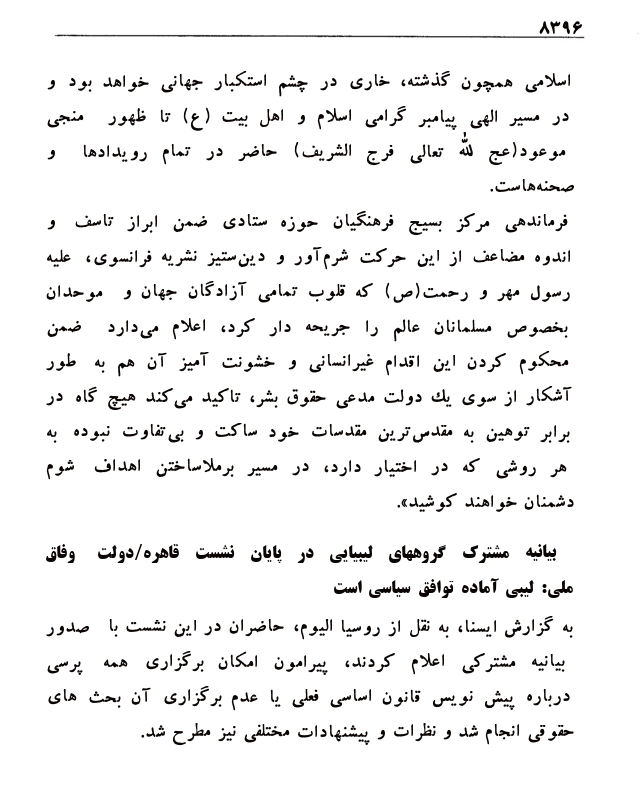 ۸۳۹۶
اسلامی همچون گذشته، خاری در چشم استکبار جهانی خواهد بود و
در مسیر الهی پیامبر گرامی اسلام و اهل بیت (ع) تا ظهور منجی
موعود(عج لله تعالی فرج الشریف) حاضر در تمام رویدادها و
صحنه‌هاست.
فرماندهی مرکز بسیج فرهنگیان حوزه ستادی ضمن ابراز تاسف و
اندوه مضاعف از این حرکت شرم‌آور و دین‌ستیز نشریه فرانسوی، علیه
رسول مهر و رحمت(ص) که قلوب تمامی آزادگان جهان و موحدان
بخصوص مسلمانان عالم را جریحه دار کرد، اعلام می‌دارد ضمن
محکوم کردن این اقدام غیرانسانی و خشونت آمیز آن هم به طور
آشکار از سوی یك دولت مدعی حقوق بشر، تاکید می‌کند هیچ گاه در
برابر توهین به مقدس‌ترین مقدسات خود ساکت و بی‌تفاوت نبوده به
هر روشی که در اختیار دارد، در مسیر برملاساختن اهداف شوم
دشمنان خواهند کوشید».
بیانیه مشترک گروههای لیبیایی در پایان نشست قاهره/دولت وفاق
ملی: لیبی آماده توافق سیاسی است
به گزارش ایسنا، به نقل از روسیا الیوم، حاضران در این نشست با صدور
بیانیه مشترکی اعلام کردند، پیرامون امکان برگزاری همه پرسی
درباره پیش نویس قانون اساسی فعلی یا عدم برگزاری آن بحث های
حقوقی انجام شد و نظرات و پیشنهادات مختلفی نیز مطرح شد.